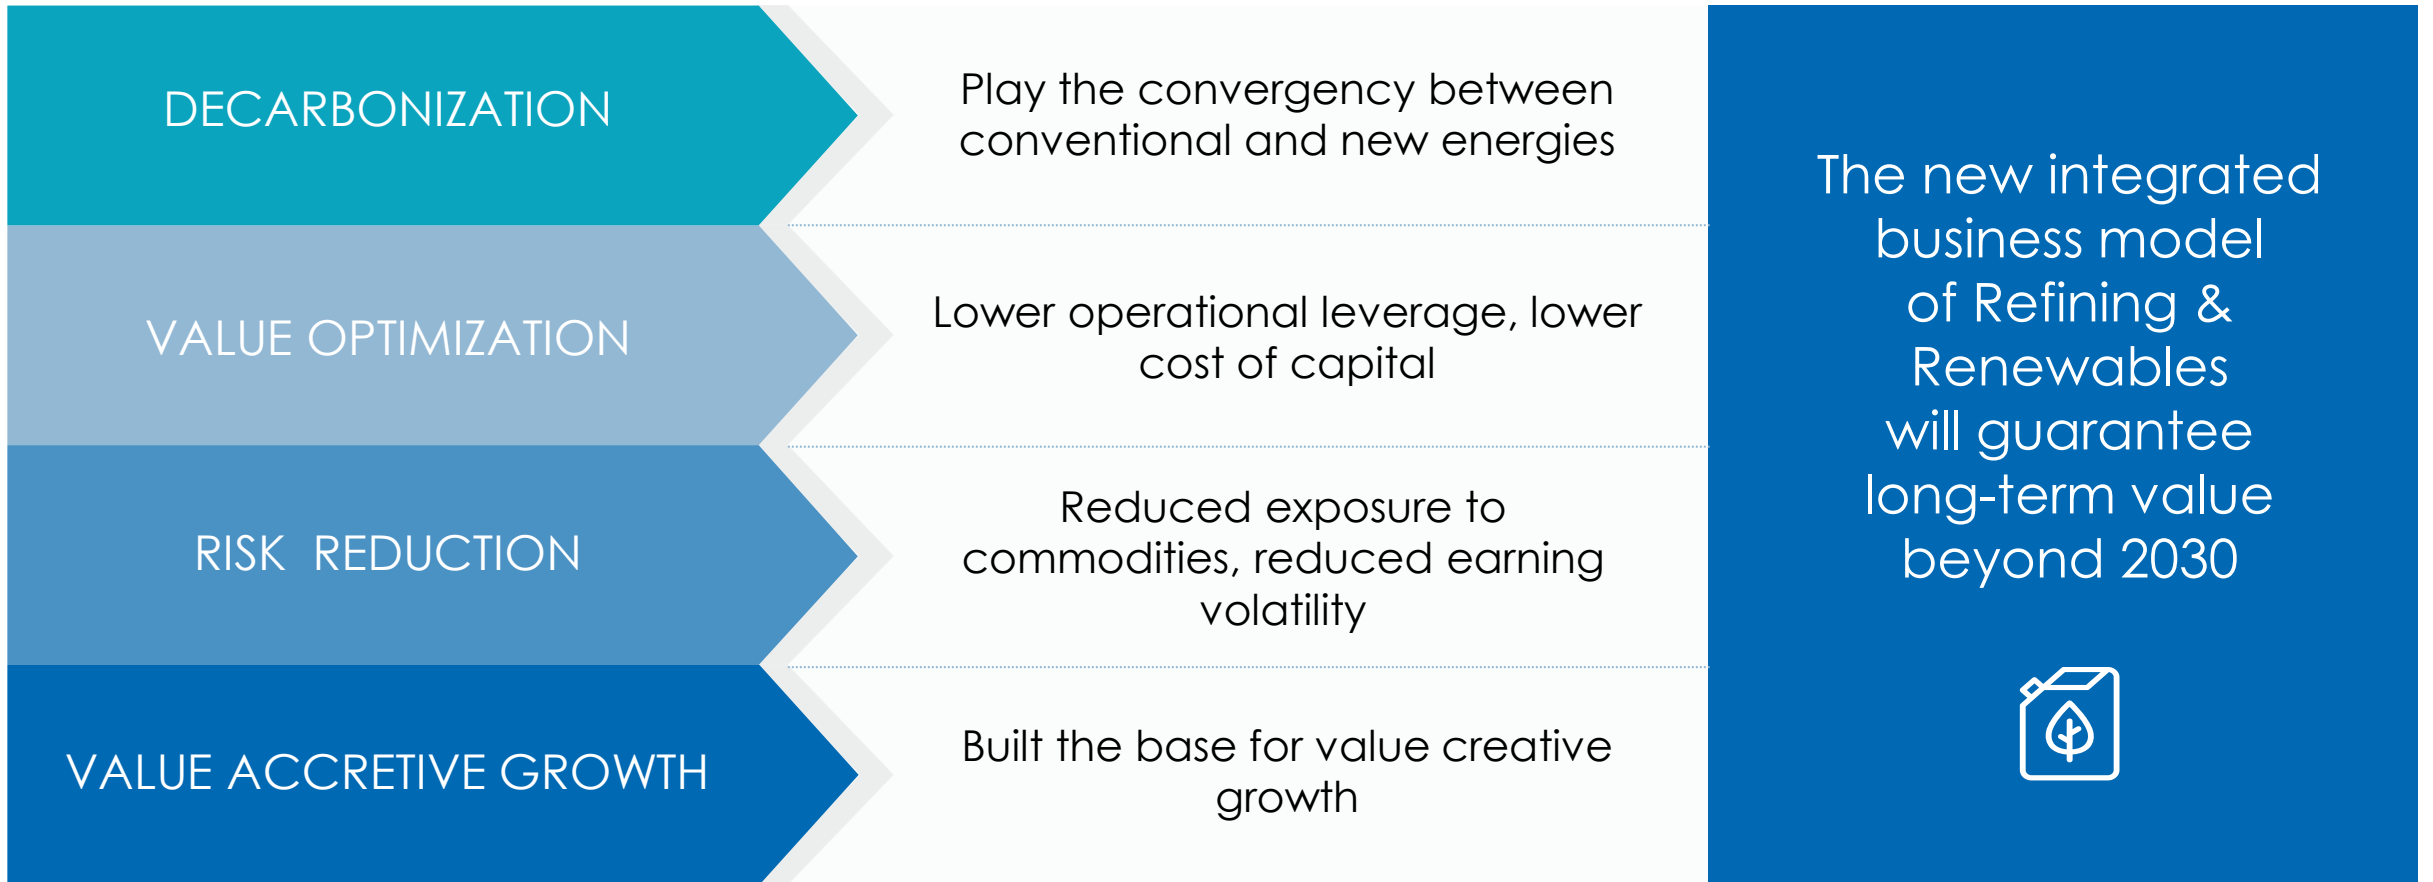 DECARBONIZATION
Play the convergency between
conventional and new energies
VALUE OPTIMIZATION
Lower operational leverage, lower
cost of capital
RISK REDUCTION
Reduced exposure to
commodities, reduced earning
volatility
VALUE ACCRETIVE GROWTH
Built the base for value creative
growth
The new integrated
business model
of Refining &
Renewables
will guarantee
long-term value
beyond 2030